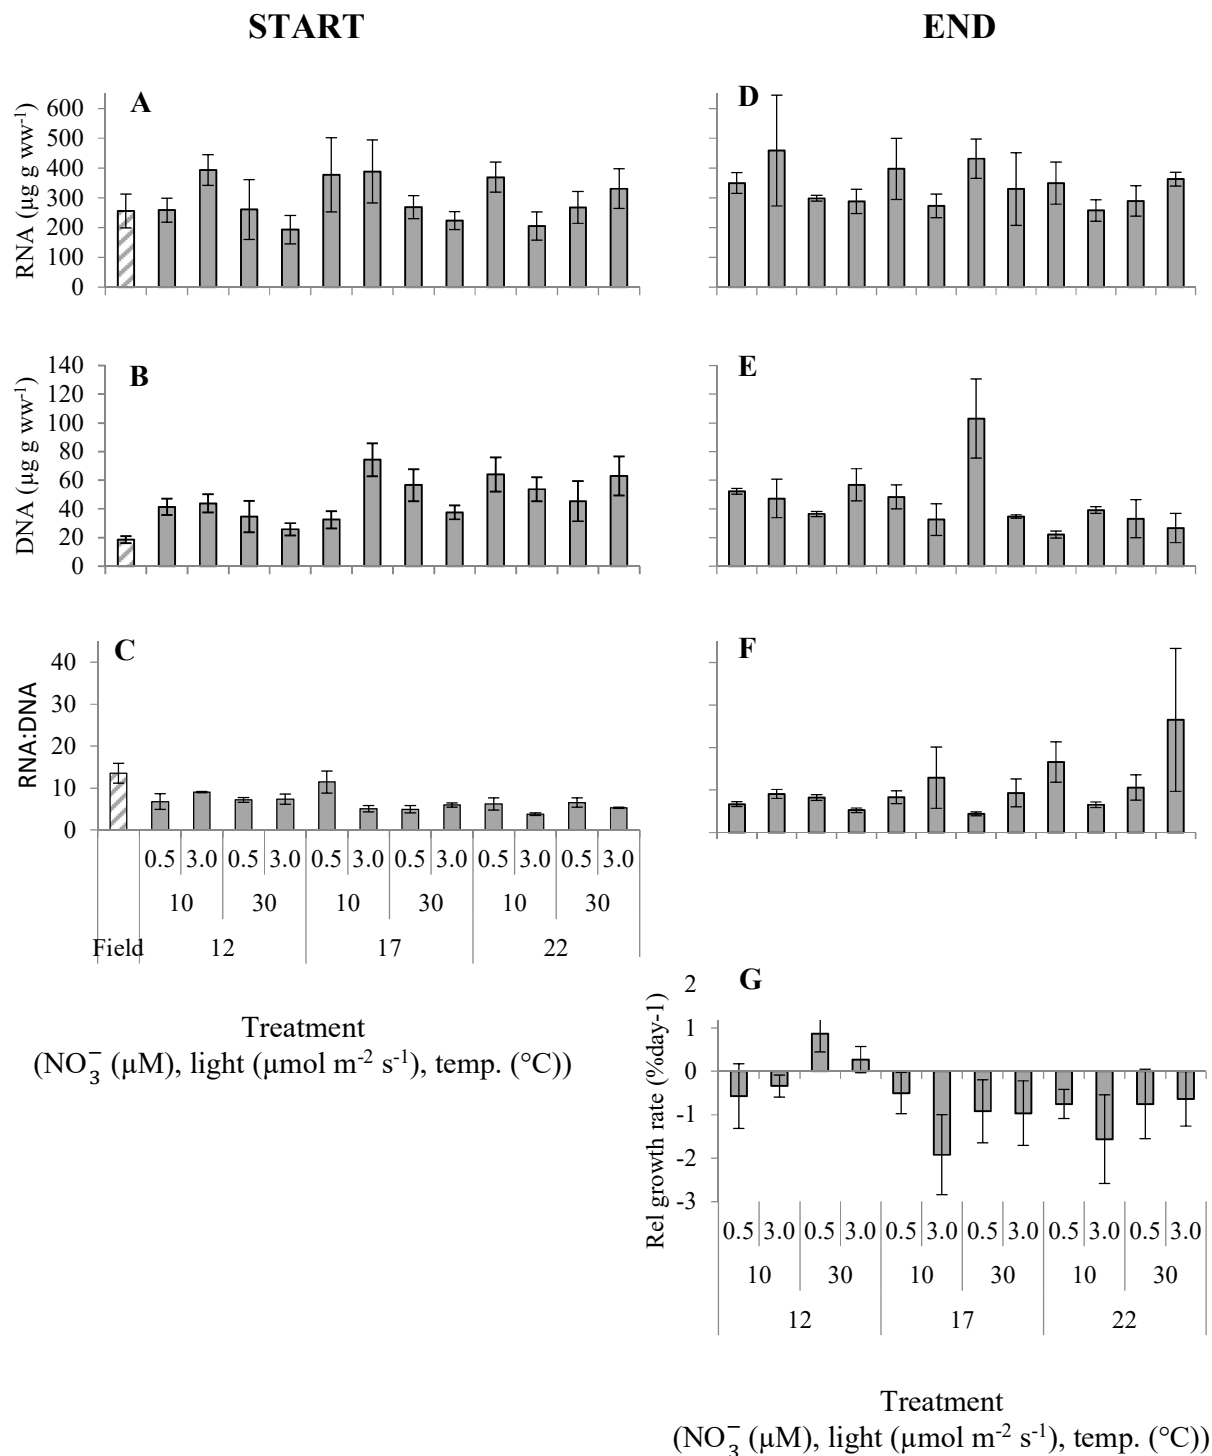 START
END
A
RNA (µg g ww-1)
600
500
400
300
200
100
0
D
B
DNA (µg g ww-1)
140
120
100
80
60
40
20
0
E
C
RNA:DNA
40
30
20
10
0
0.5 3.0 0.5 3.0 0.5 3.0 0.5 3.0 0.5 3.0 0.5 3.0
10 30 10 30 10 30
Field 12 17 22
Treatment
(NO3− (µM), light (µmol m-2 s-1), temp. (°C))
F
G
Rel growth rate (%day-1)
2
1
0
-1
-2
-3
0.5 3.0 0.5 3.0 0.5 3.0 0.5 3.0 0.5 3.0 0.5 3.0
10 30 10 30 10 30
12 17 22
Treatment
(NO3− (µM), light (µmol m-2 s-1), temp. (°C))